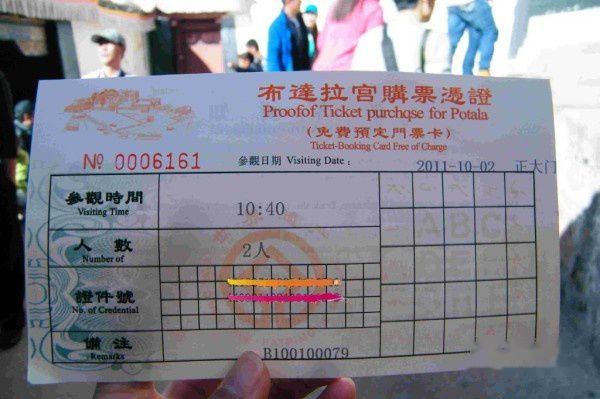 布達拉宮購票憑證
Proofof Ticket purchqse for Potala
(免費預定門票卡)
Ticket-Booking Card Free of Charge
№ 0006161 參觀日期 Visiting Date: 2011-10-02 正大门
參觀時間 10:40
Visiting Time
人數 2人
Number of
證件號
No. of Credential
備注 B100100079
Remarks